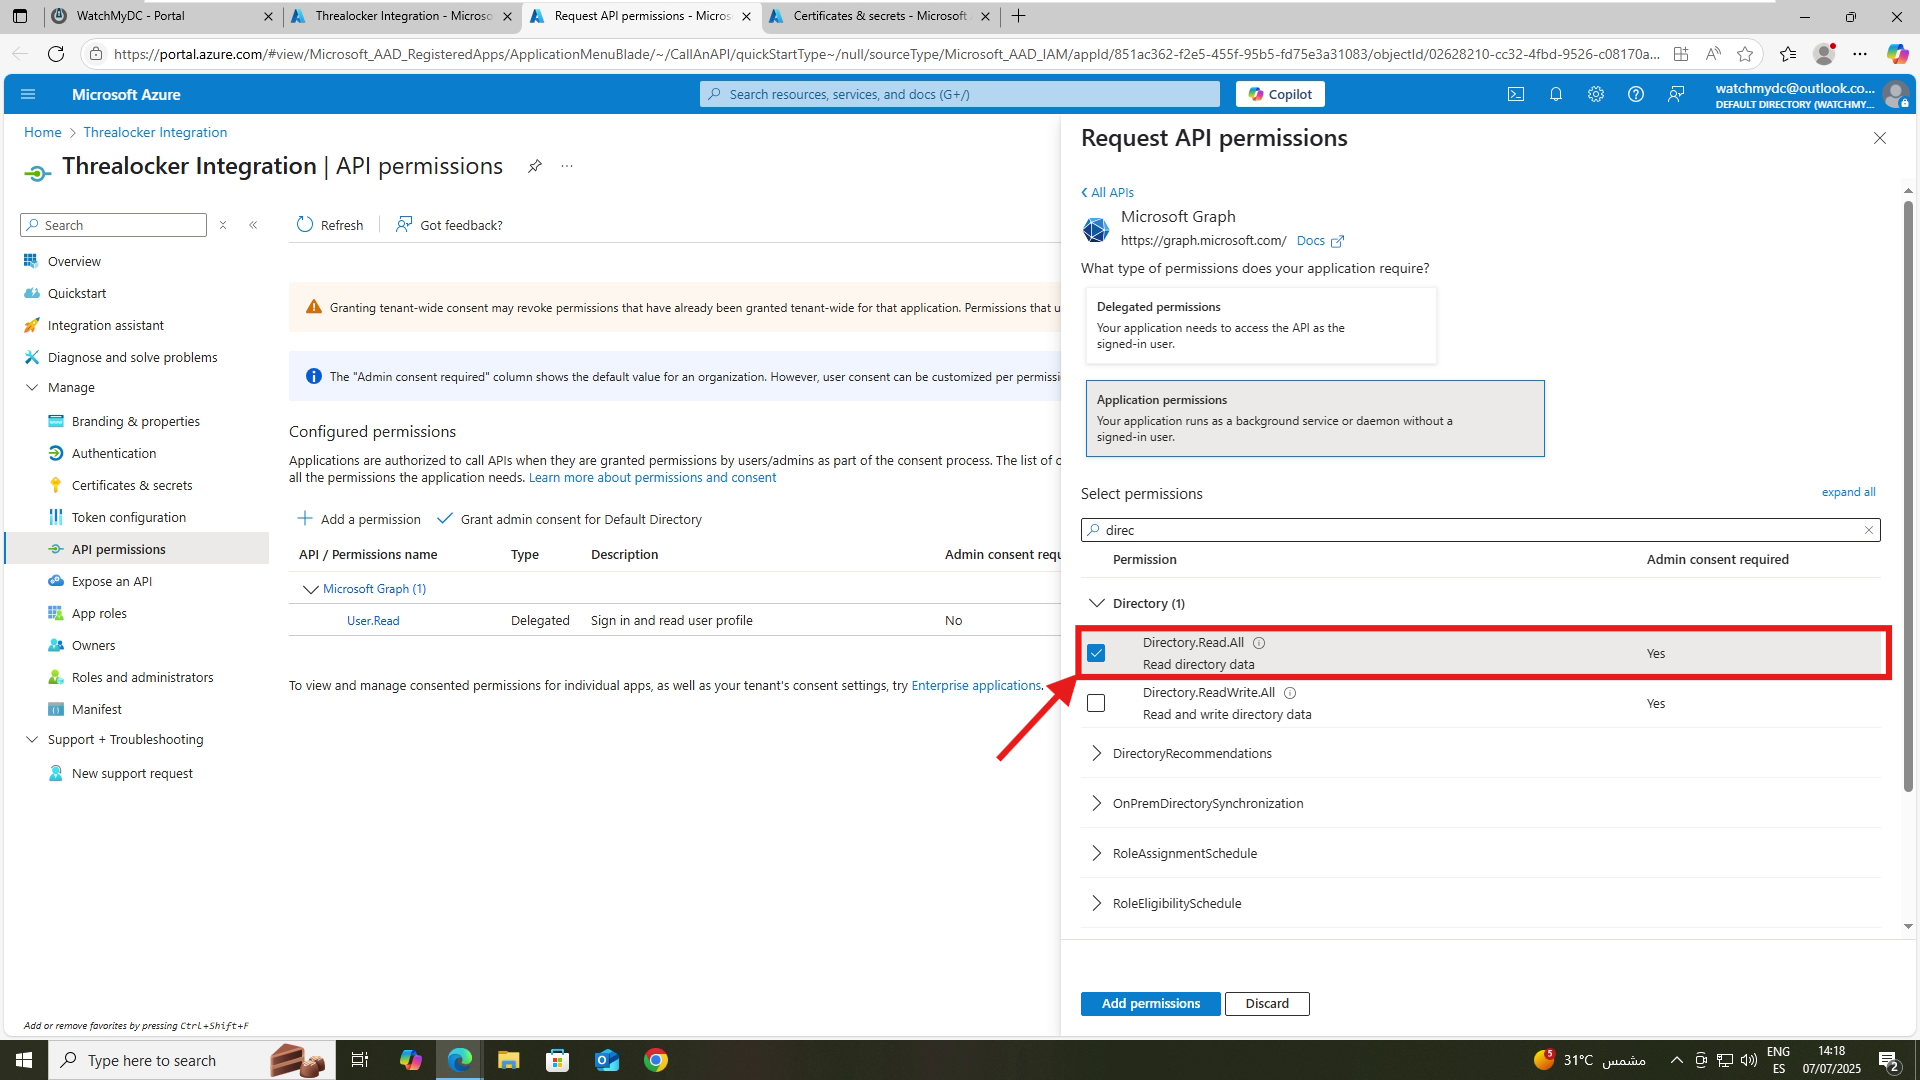 WatchMyDC - Portal
Threalocker Integration - Microso
Request API permissions - Micros
Certificates & secrets - Microsoft
https://portal.azure.com/#view/Microsoft_AAD_RegisteredApps/ApplicationMenuBlade/~/CallAnAPI/quickStartType~/null/sourceType/Microsoft_AAD_IAM/appId/851ac362-f2e5-455f-95b5-fd75e3a31083/objectId/02628210-cc32-4fbd-9526-c08170a...
Microsoft Azure
Search resources, services, and docs (G+/)
Copilot
watchmydc@outlook.co...
DEFAULT DIRECTORY (WATCHMY...
Home > Threalocker Integration
Threalocker Integration | API permissions
Search
Overview
Quickstart
Integration assistant
Diagnose and solve problems
Manage
Branding & properties
Authentication
Certificates & secrets
Token configuration
API permissions
Expose an API
App roles
Owners
Roles and administrators
Manifest
Support + Troubleshooting
New support request
Add or remove favorites by pressing Ctrl+Shift+F
Refresh
Got feedback?
Granting tenant-wide consent may revoke permissions that have already been granted tenant-wide for that application. Permissions that u
The "Admin consent required" column shows the default value for an organization. However, user consent can be customized per permissi
Configured permissions
Applications are authorized to call APIs when they are granted permissions by users/admins as part of the consent process. The list of c
all the permissions the application needs. Learn more about permissions and consent
Add a permission
Grant admin consent for Default Directory
API / Permissions name Type Description Admin consent requ
Microsoft Graph (1)
User.Read Delegated Sign in and read user profile No
To view and manage consented permissions for individual apps, as well as your tenant's consent settings, try Enterprise applications.
Request API permissions
All APIs
Microsoft Graph
https://graph.microsoft.com/ Docs
What type of permissions does your application require?
Delegated permissions
Your application needs to access the API as the
signed-in user.
Application permissions
Your application runs as a background service or daemon without a
signed-in user.
Select permissions
expand all
direc
Permission Admin consent required
Directory (1)
Directory.Read.All
Read directory data
Yes
Directory.ReadWrite.All
Read and write directory data
Yes
DirectoryRecommendations
OnPremDirectorySynchronization
RoleAssignmentSchedule
RoleEligibilitySchedule
Add permissions
Discard
Type here to search
5
31°C مشمس
ENG
ES
14:18
07/07/2025
2